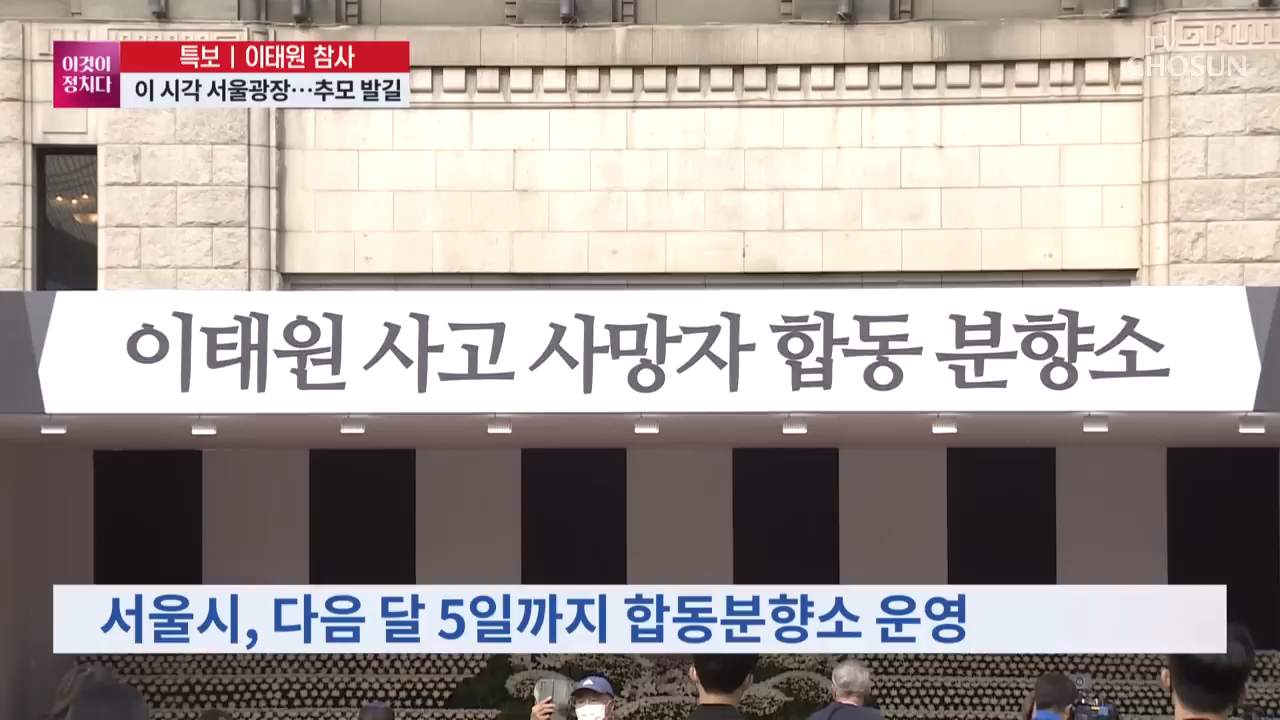 이것이
정치다
특보 | 이태원 참사
이 시각 서울광장…추모 발길
TV
CHOSUN
이태원 사고 사망자 합동 분향소
서울시, 다음 달 5일까지 합동분향소 운영